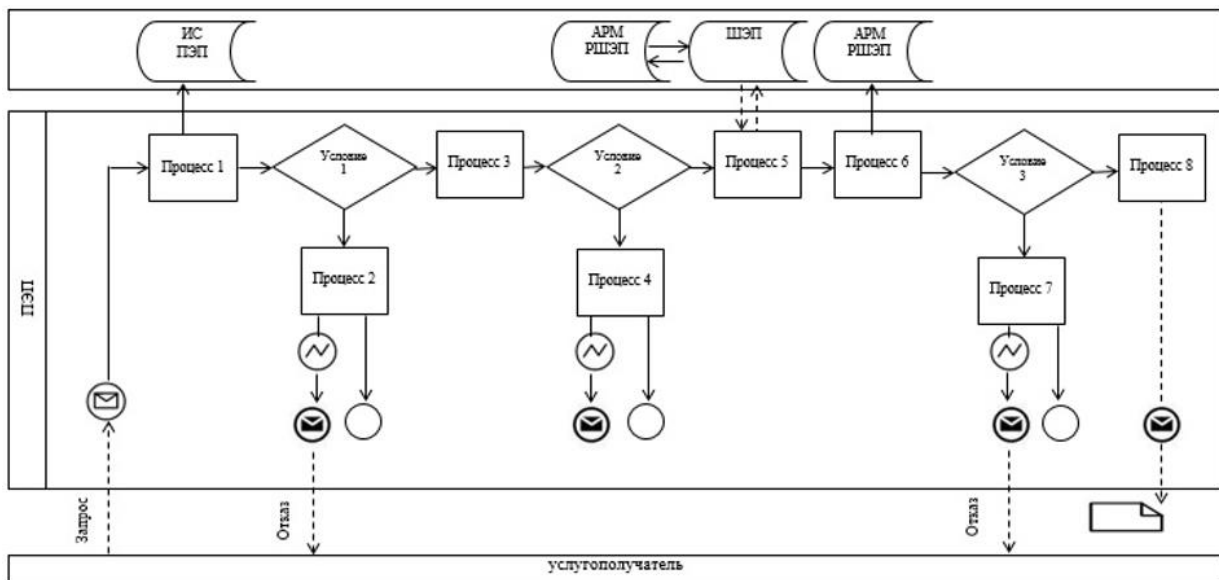 ИС
ПЭП
АРМ
РШЭП
ШЭП
АРМ
РШЭП
ПЭП
Процесс 1
Условие
1
Процесс 3
Условие
2
Процесс 5
Процесс 6
Условие
3
Процесс 8
Процесс 2
Процесс 4
Процесс 7
Запрос
Отказ
Отказ
услугополучатель